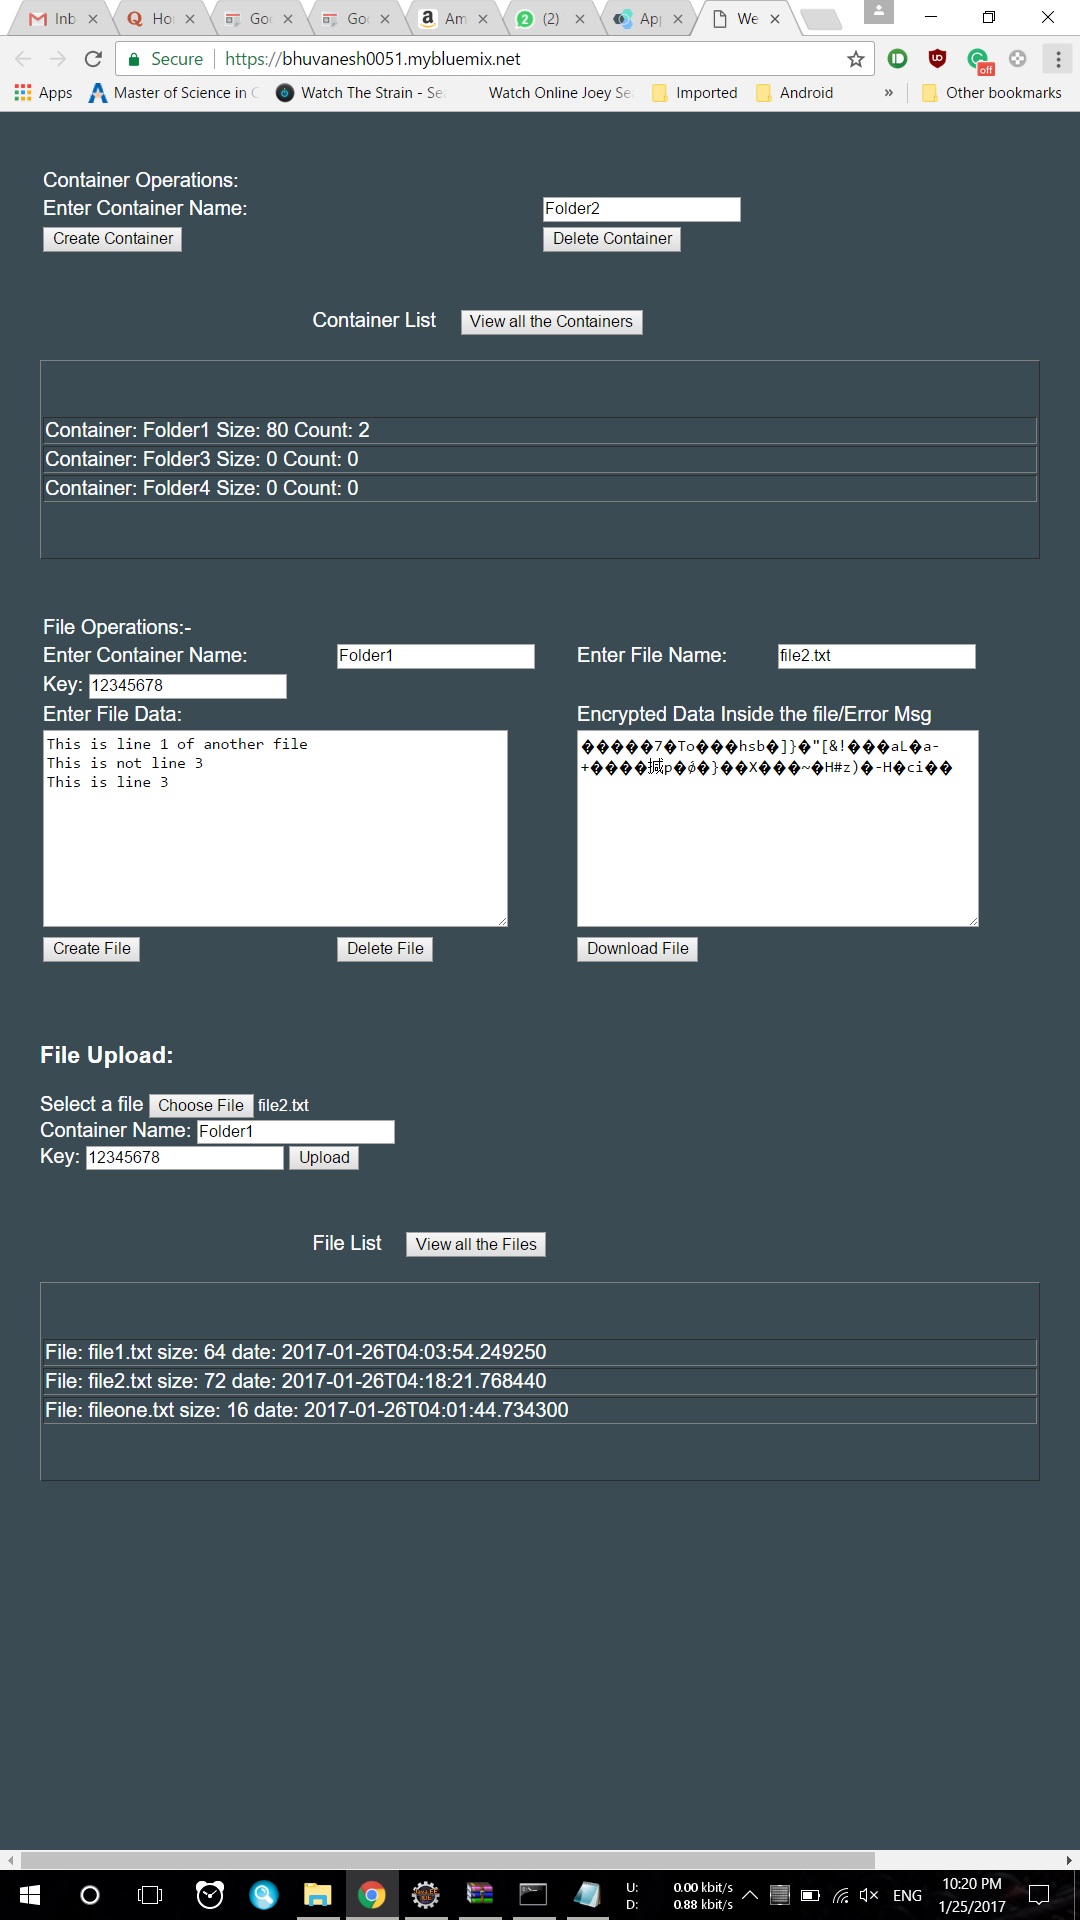 Inb Ho Go Go Am (2) Ap We
Secure https://bhuvanesh0051.mybluemix.net
off
Apps Master of Science in C Watch The Strain - Se Watch Online Joey Se Imported Android » Other bookmarks
Container Operations:
Enter Container Name: Folder2
Create Container Delete Container
Container List View all the Containers
Container: Folder1 Size: 80 Count: 2
Container: Folder3 Size: 0 Count: 0
Container: Folder4 Size: 0 Count: 0
File Operations:-
Enter Container Name: Folder1 Enter File Name: file2.txt
Key: 12345678
Enter File Data: Encrypted Data Inside the file/Error Msg
This is line 1 of another file
This is not line 3
This is line 3
�����7�To���hsb�]}�"[&!���aL�a-
Create File Delete File Download File
File Upload:
Select a file Choose File file2.txt
Container Name: Folder1
Key: 12345678 Upload
File List View all the Files
File: file1.txt size: 64 date: 2017-01-26T04:03:54.249250
File: file2.txt size: 72 date: 2017-01-26T04:18:21.768440
File: fileone.txt size: 16 date: 2017-01-26T04:01:44.734300
U: 0.00 kbit/s
D: 0.88 kbit/s
ENG
10:20 PM
1/25/2017